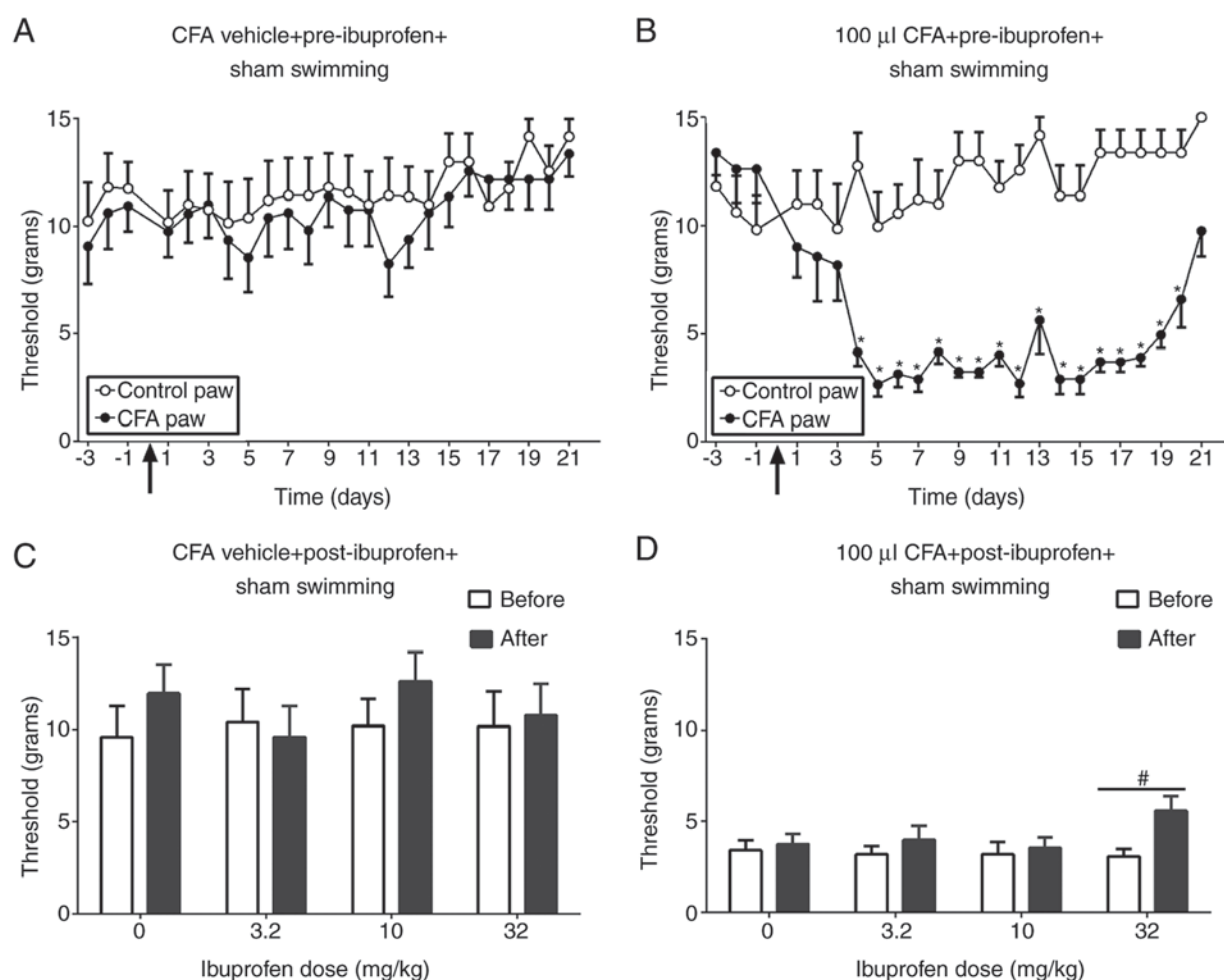 A
CFA vehicle+pre-ibuprofen+
sham swimming
15
10
5
0
Threshold (grams)
Control paw
CFA paw
-3 -1 1 3 5 7 9 11 13 15 17 19 21
Time (days)
B
100 μl CFA+pre-ibuprofen+
sham swimming
15
10
5
0
Threshold (grams)
* * * * * * * * * * * * * * * * *
Control paw
CFA paw
-3 -1 1 3 5 7 9 11 13 15 17 19 21
Time (days)
C
CFA vehicle+post-ibuprofen+
sham swimming
Before
After
15
10
5
0
Threshold (grams)
0 3.2 10 32
Ibuprofen dose (mg/kg)
D
100 μl CFA+post-ibuprofen+
sham swimming
Before
After
15
10
5
0
Threshold (grams)
#
0 3.2 10 32
Ibuprofen dose (mg/kg)